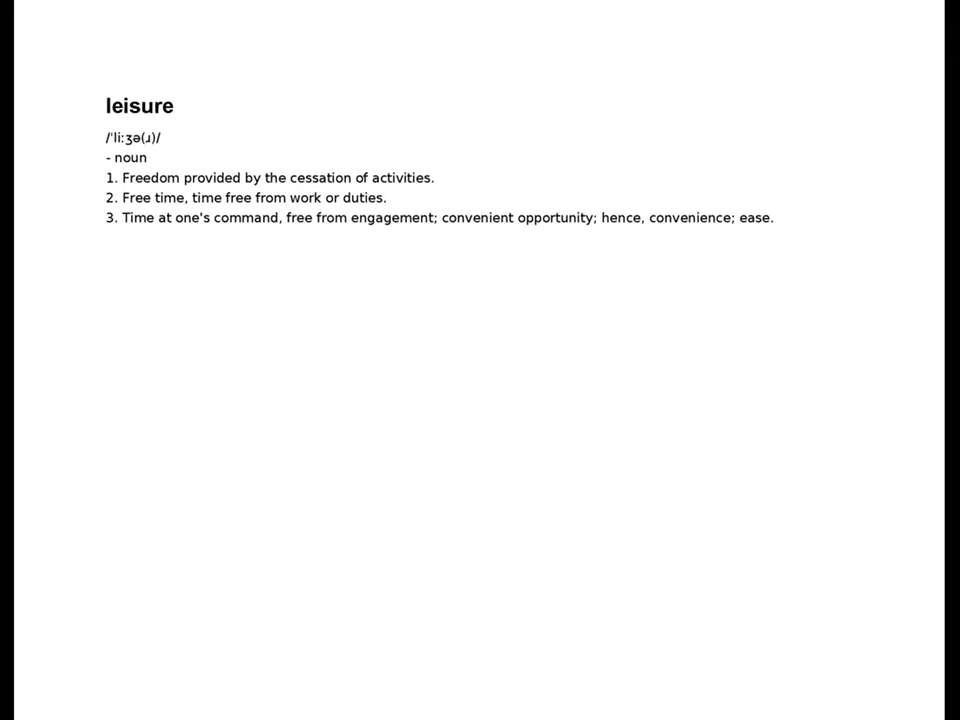 leisure
/ˈliːʒə(ɹ)/
- noun
1. Freedom provided by the cessation of activities.
2. Free time, time free from work or duties.
3. Time at one's command, free from engagement; convenient opportunity; hence, convenience; ease.